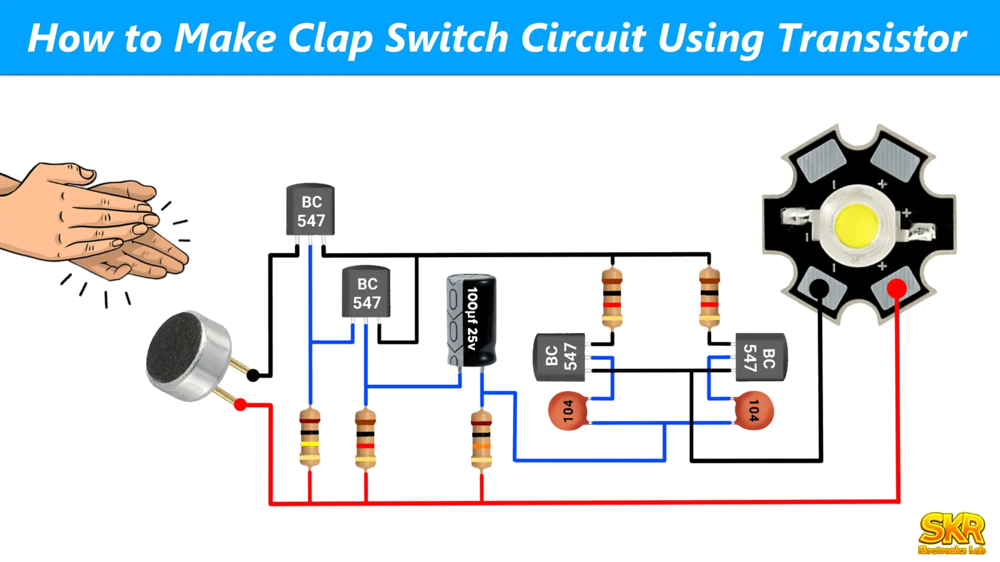 How to Make Clap Switch Circuit Using Transistor
BC
547
BC
547
100µf 25v
BC
547
BC
547
104
104
SKR
Electronics Lab